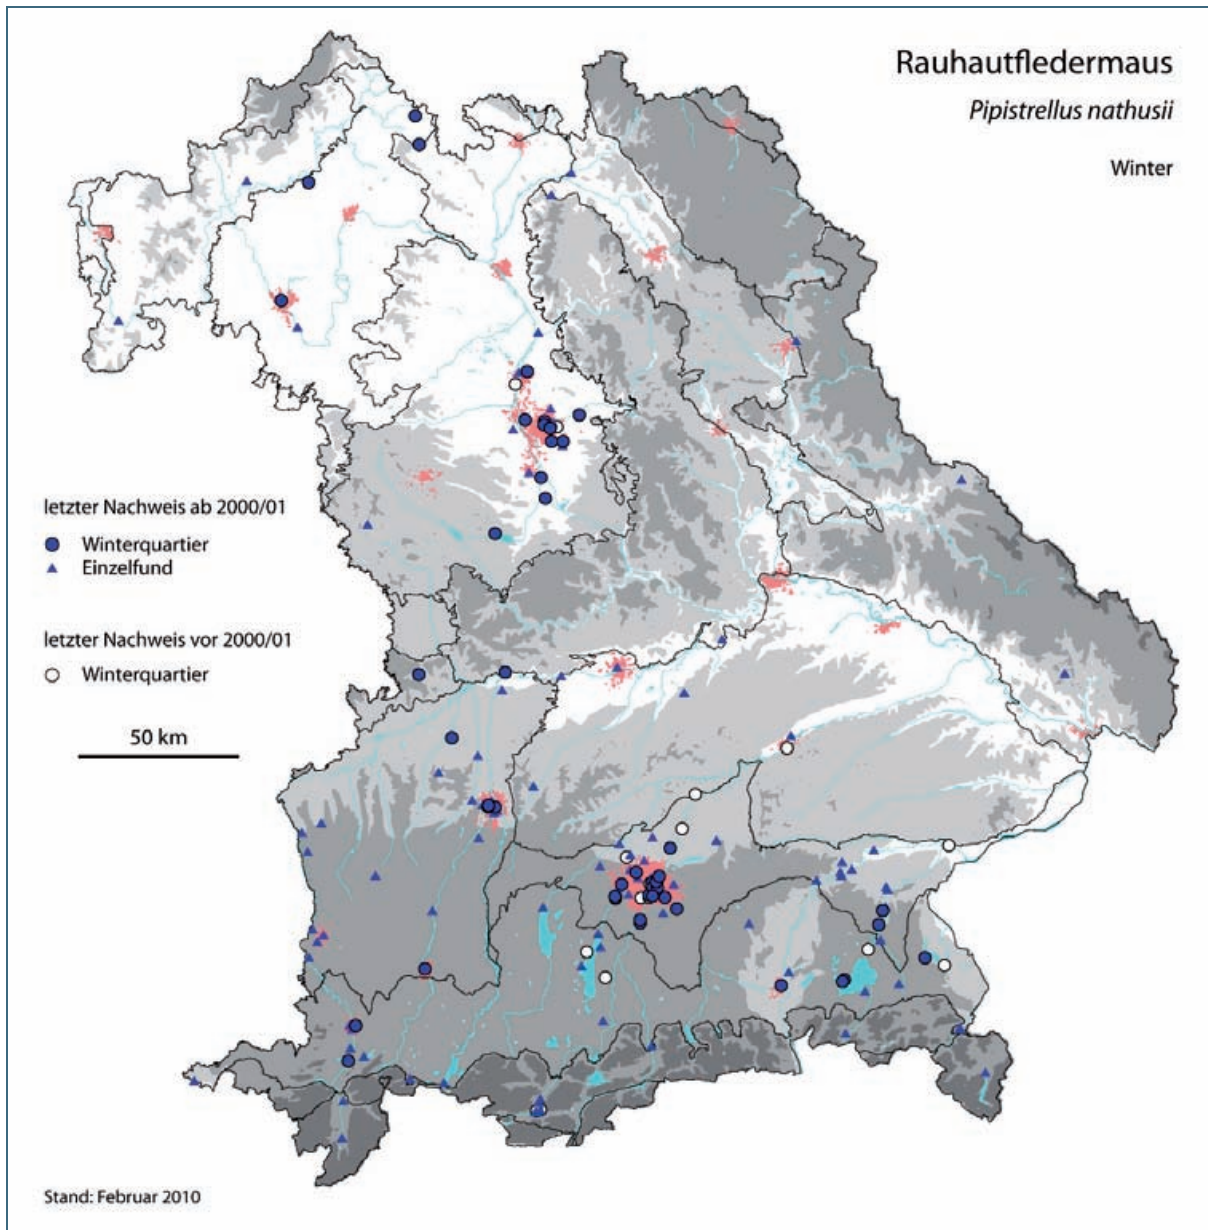 Rauhautfledermaus
Pipistrellus nathusii
Winter
letzter Nachweis ab 2000/01
Winterquartier
Einzelfund
letzter Nachweis vor 2000/01
Winterquartier
50 km
Stand: Februar 2010